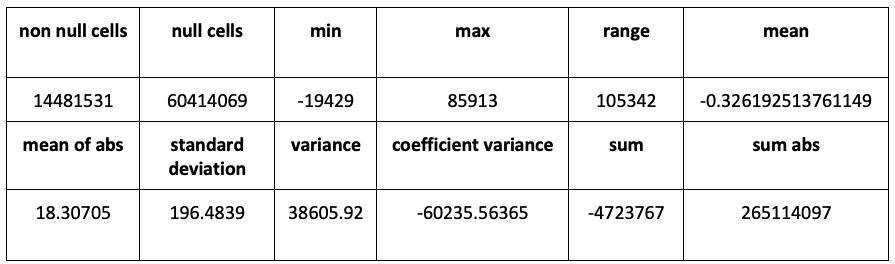 non null cells null cells min max range mean
14481531 60414069 -19429 85913 105342 -0.326192513761149
mean of abs standard deviation variance coefficient variance sum sum abs
18.30705 196.4839 38605.92 -60235.56365 -4723767 265114097